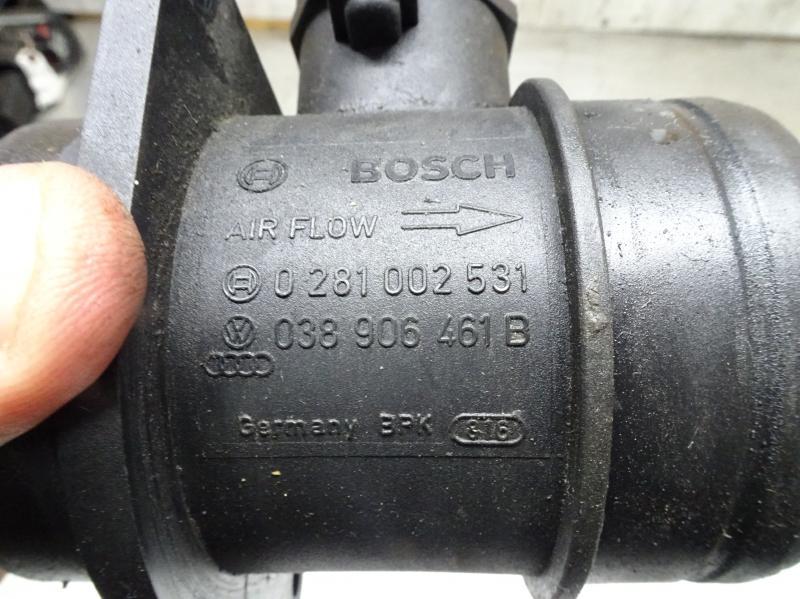 BOSCH
AIR FLOW
0 281 002 531
038 906 461 B
Germany BPK 316